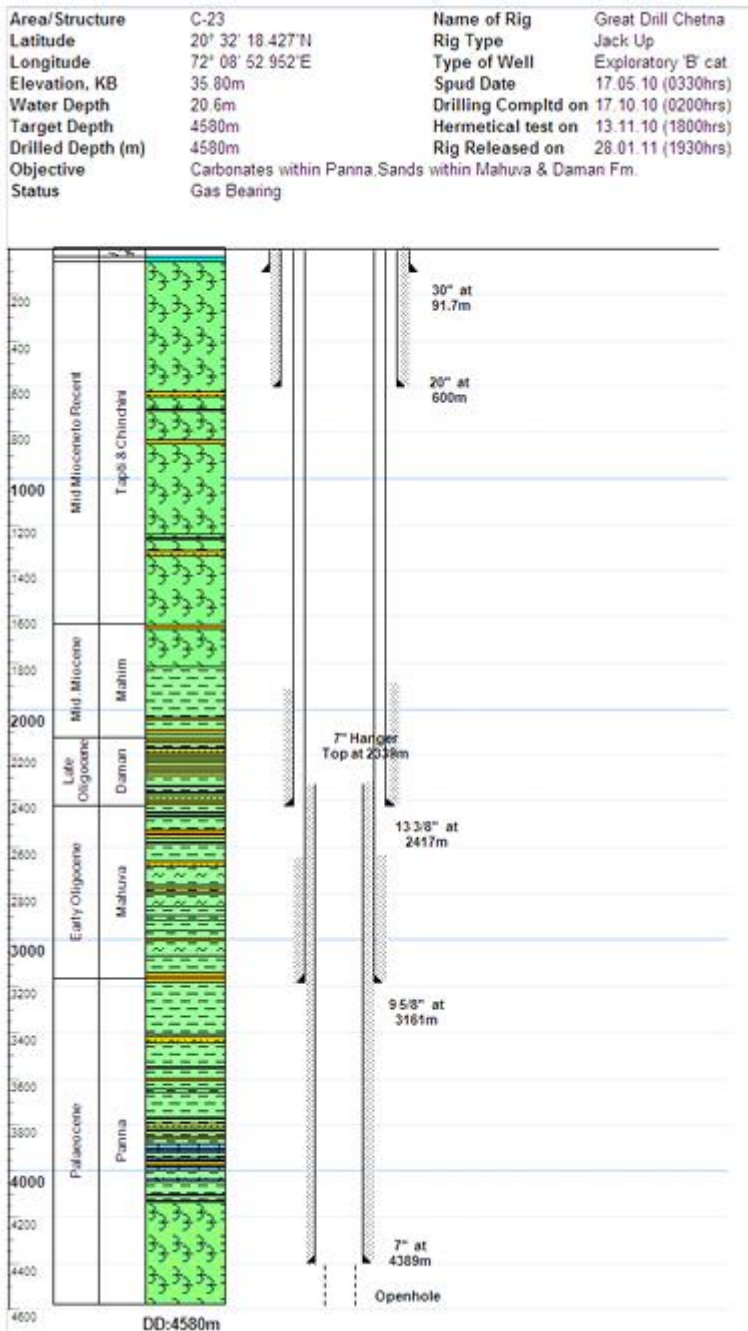 Area/Structure C-23 Name of Rig Great Drill Chetna
Latitude 20° 32' 18.427"N Rig Type Jack Up
Longitude 72° 08' 52.952"E Type of Well Exploratory 'B' cat
Elevation, KB 35.80m Spud Date 17.05.10 (0330hrs)
Water Depth 20.6m Drilling Compltd on 17.10.10 (0200hrs)
Target Depth 4580m Hermetical test on 13.11.10 (1800hrs)
Drilled Depth (m) 4580m Rig Released on 28.01.11 (1930hrs)
Objective Carbonates within Panna,Sands within Mahuva & Daman Fm.
Status Gas Bearing
30" at
91.7m
200
400
20" at
600m
600
800
Mid Mioceneto Recent
Tapti & Chinchini
1000
1200
1400
1600
Mid. Miocene
Mahim
1800
2000
7" Hanger
Top at 2339m
Late
Oligocene
Daman
2200
2400
13 3/8" at
2417m
Early Oligocene
Mahuva
2600
2800
3000
9 5/8" at
3161m
3200
3400
3600
Palaeocene
Panna
3800
4000
4200
7" at
4389m
4400
Openhole
4600
DD:4580m